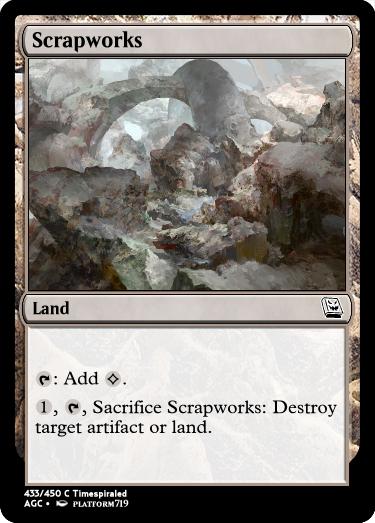 Scrapworks
Land
: Add .
1, , Sacrifice Scrapworks: Destroy
target artifact or land.
433/450 C Timespiraled
AGC • PLATFORM719